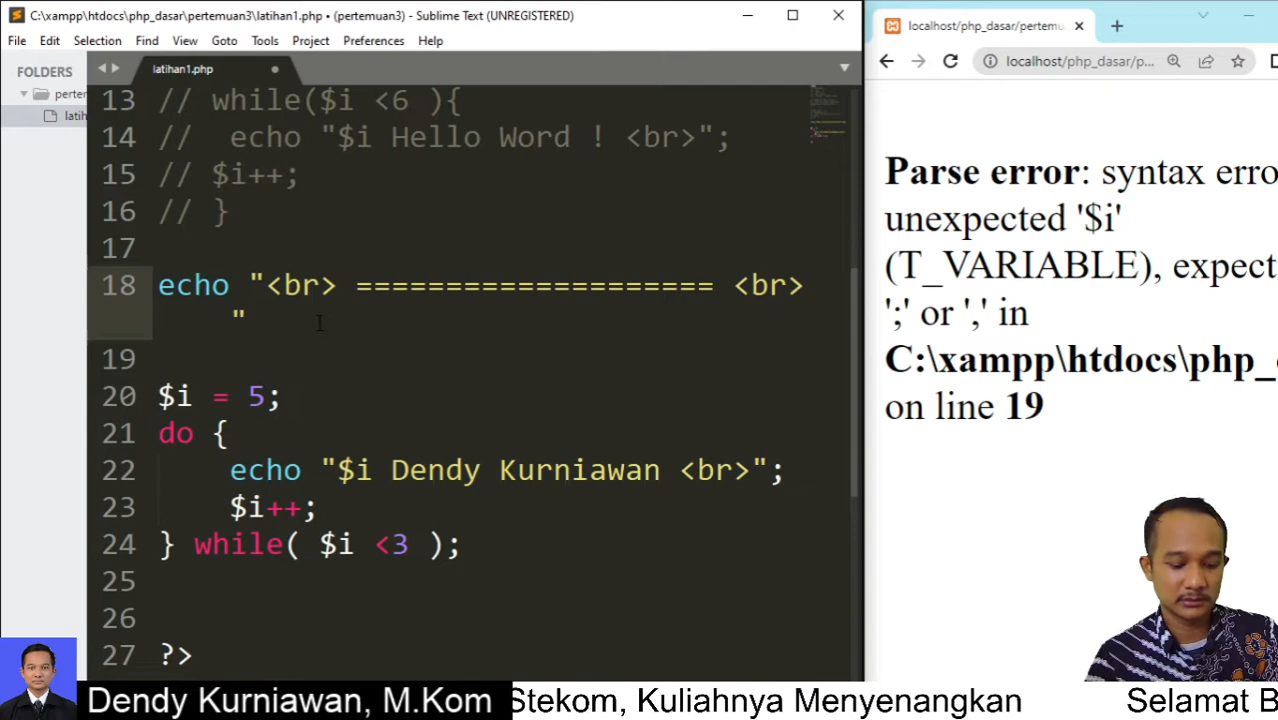 C:\xampp\htdocs\php_dasar\pertemuan3\latihan1.php • (pertemuan3) - Sublime Text (UNREGISTERED)
File Edit Selection Find View Goto Tools Project Preferences Help
FOLDERS
perten
latih
latihan1.php
13 // while($i <6 ){
14 //  echo "$i Hello Word ! <br>";
15 // $i++;
16 // }
17
18 echo "<br> ==================== <br>
"
19
20 $i = 5;
21 do {
22     echo "$i Dendy Kurniawan <br>";
23     $i++;
24 } while( $i <3 );
25
26
27 ?>
localhost/php_dasar/pertemu
localhost/php_dasar/p...
Parse error: syntax erro
unexpected '$i'
(T_VARIABLE), expect
';' or ',' in
C:\xampp\htdocs\php_
on line 19
Dendy Kurniawan, M.Kom
Stekom, Kuliahnya Menyenangkan
Selamat B